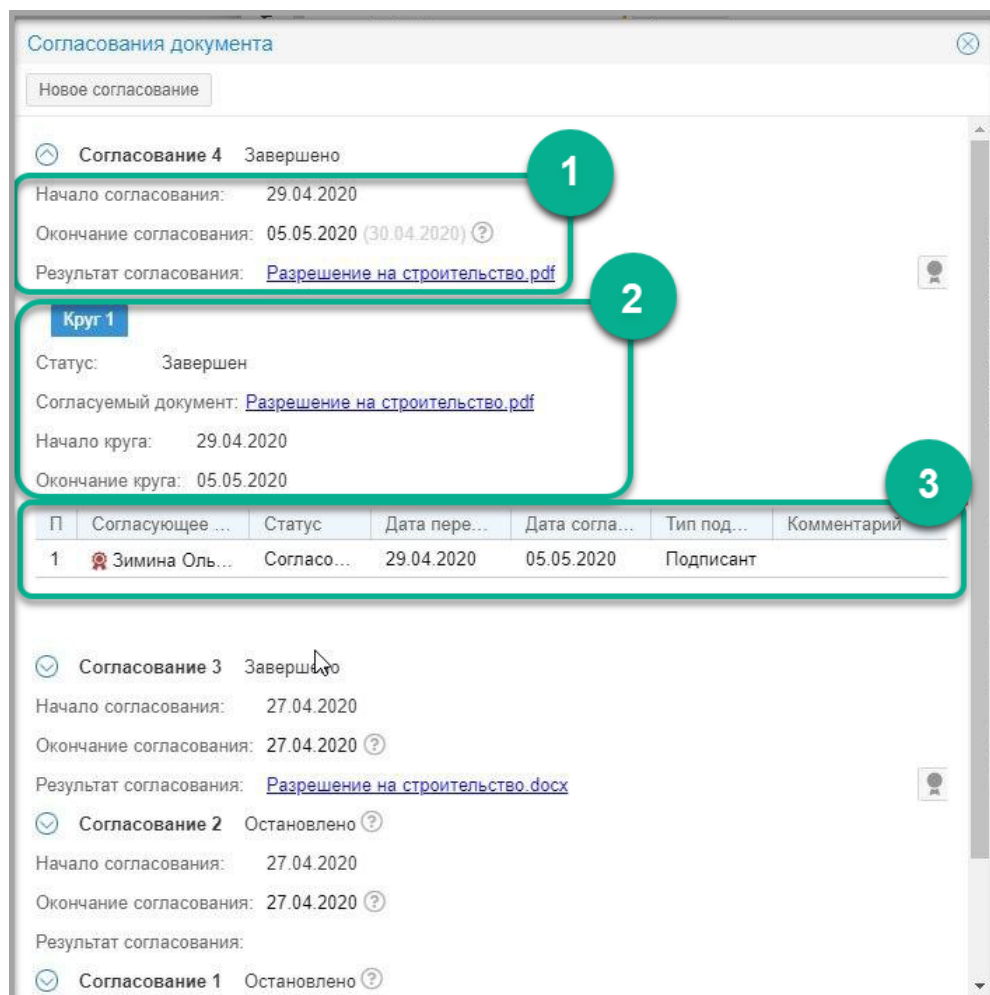 Согласования документа
Новое согласование
Согласование 4 Завершено
1
Начало согласования: 29.04.2020
Окончание согласования: 05.05.2020 (30.04.2020) ?
Результат согласования: Разрешение на строительство.pdf
2
Круг 1
Статус: Завершен
Согласуемый документ: Разрешение на строительство.pdf
Начало круга: 29.04.2020
Окончание круга: 05.05.2020
3
П Согласующее ... Статус Дата пере... Дата согла... Тип под... Комментарий
1 Зимина Оль... Согласо... 29.04.2020 05.05.2020 Подписант
Согласование 3 Завершено
Начало согласования: 27.04.2020
Окончание согласования: 27.04.2020 ?
Результат согласования: Разрешение на строительство.docx
Согласование 2 Остановлено ?
Начало согласования: 27.04.2020
Окончание согласования: 27.04.2020 ?
Результат согласования:
Согласование 1 Остановлено ?